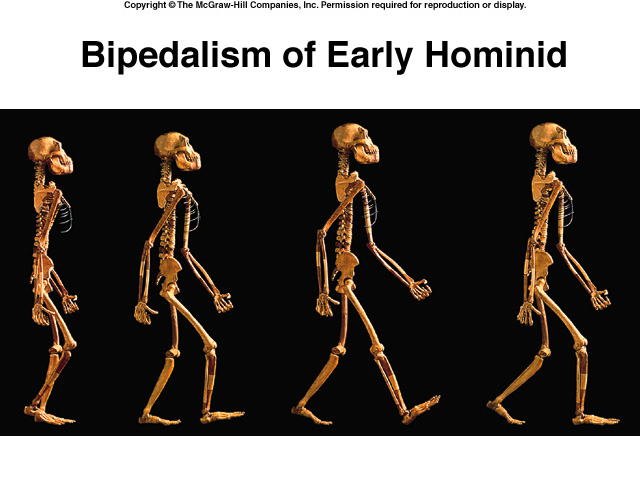 Copyright © The McGraw-Hill Companies, Inc. Permission required for reproduction or display.
Bipedalism of Early Hominid